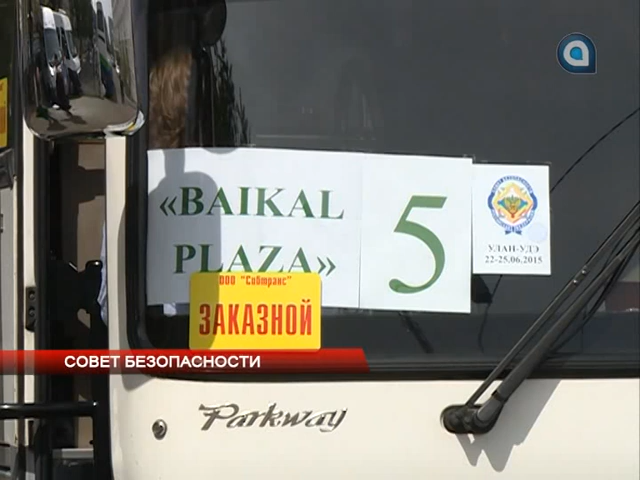 «BAIKAL
PLAZA»
5
УЛАН-УДЭ
22-25.06.2015
ООО "Сибтранс"
ЗАКАЗНОЙ
СОВЕТ БЕЗОПАСНОСТИ
Parkway